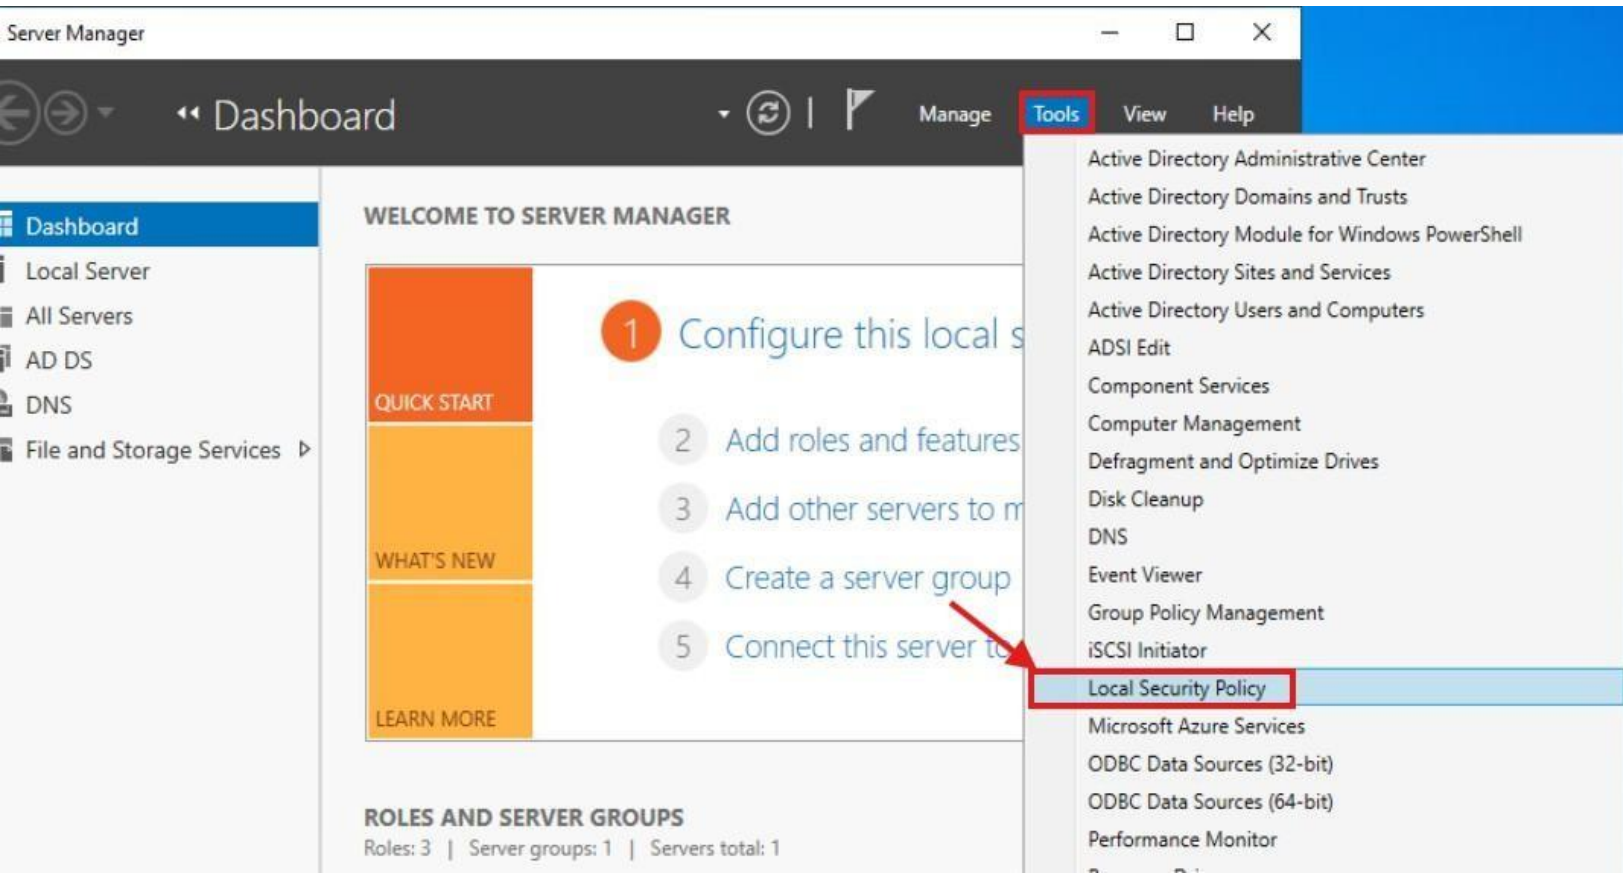 Server Manager
Dashboard
Manage
Tools
View
Help
Active Directory Administrative Center
Active Directory Domains and Trusts
Active Directory Module for Windows PowerShell
Active Directory Sites and Services
Active Directory Users and Computers
ADSI Edit
Component Services
Computer Management
Defragment and Optimize Drives
Disk Cleanup
DNS
Event Viewer
Group Policy Management
iSCSI Initiator
Local Security Policy
Microsoft Azure Services
ODBC Data Sources (32-bit)
ODBC Data Sources (64-bit)
Performance Monitor
Dashboard
Local Server
All Servers
AD DS
DNS
File and Storage Services
WELCOME TO SERVER MANAGER
QUICK START
WHAT'S NEW
LEARN MORE
1 Configure this local s
2 Add roles and features
3 Add other servers to m
4 Create a server group
5 Connect this server to
ROLES AND SERVER GROUPS
Roles: 3 | Server groups: 1 | Servers total: 1